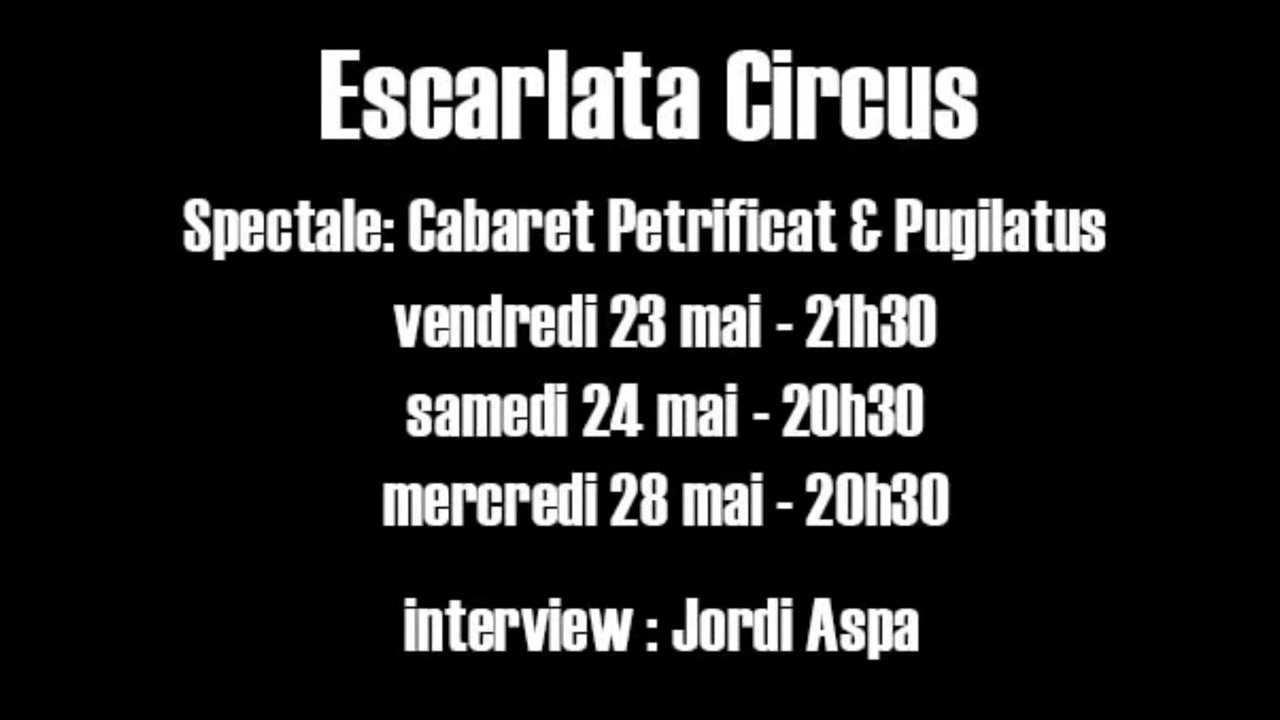 Escarlata Circus
Spectale: Cabaret Petrificat & Pugilatus
vendredi 23 mai - 21h30
samedi 24 mai - 20h30
mercredi 28 mai - 20h30
interview : Jordi Aspa